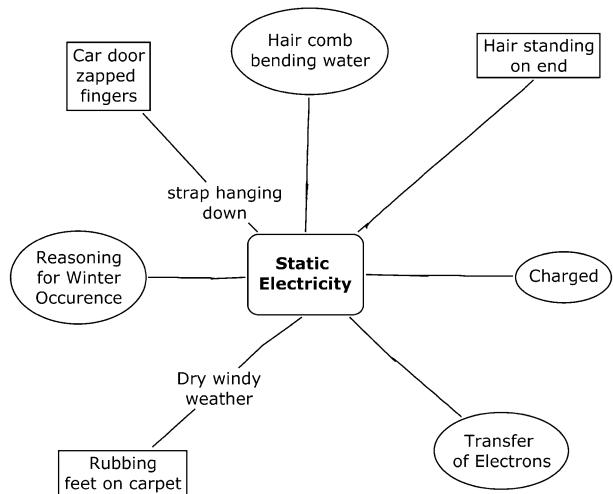 Car door
zapped
fingers
Hair comb
bending water
Hair standing
on end
strap hanging
down
Reasoning
for Winter
Occurence
Static
Electricity
Charged
Dry windy
weather
Rubbing
feet on carpet
Transfer
of Electrons